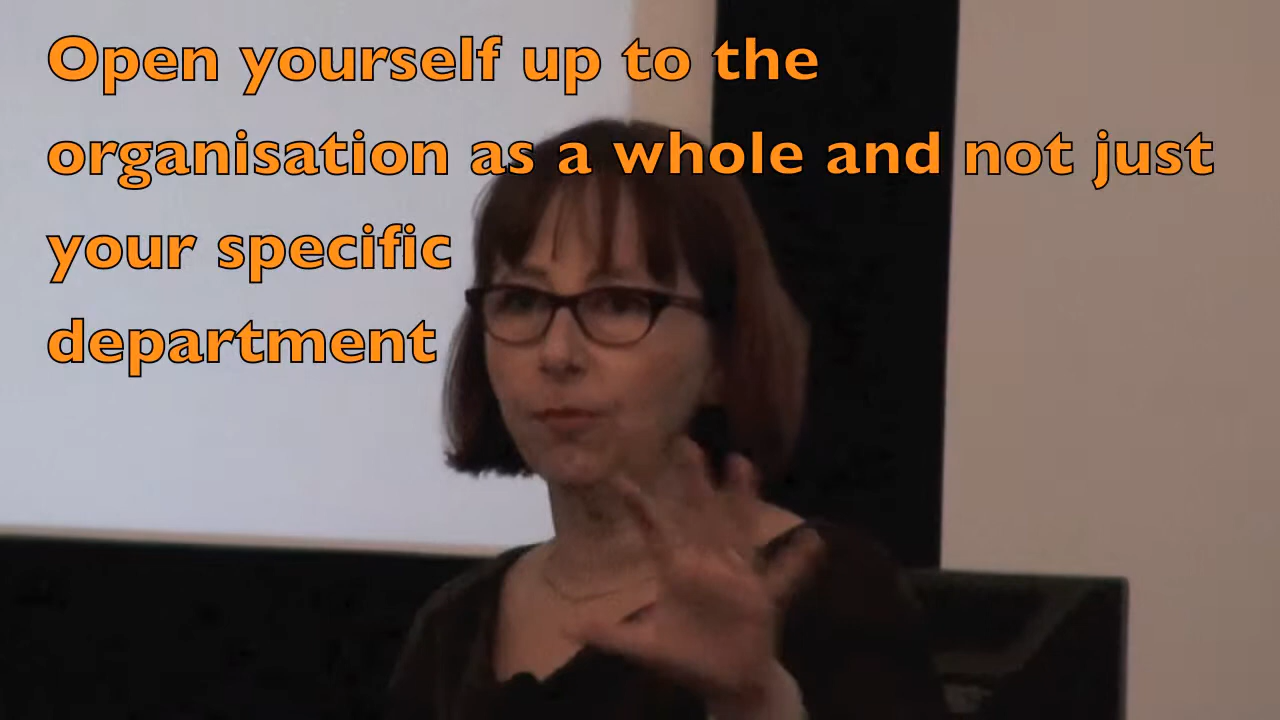 Open yourself up to the
organisation as a whole and not just
your specific
department